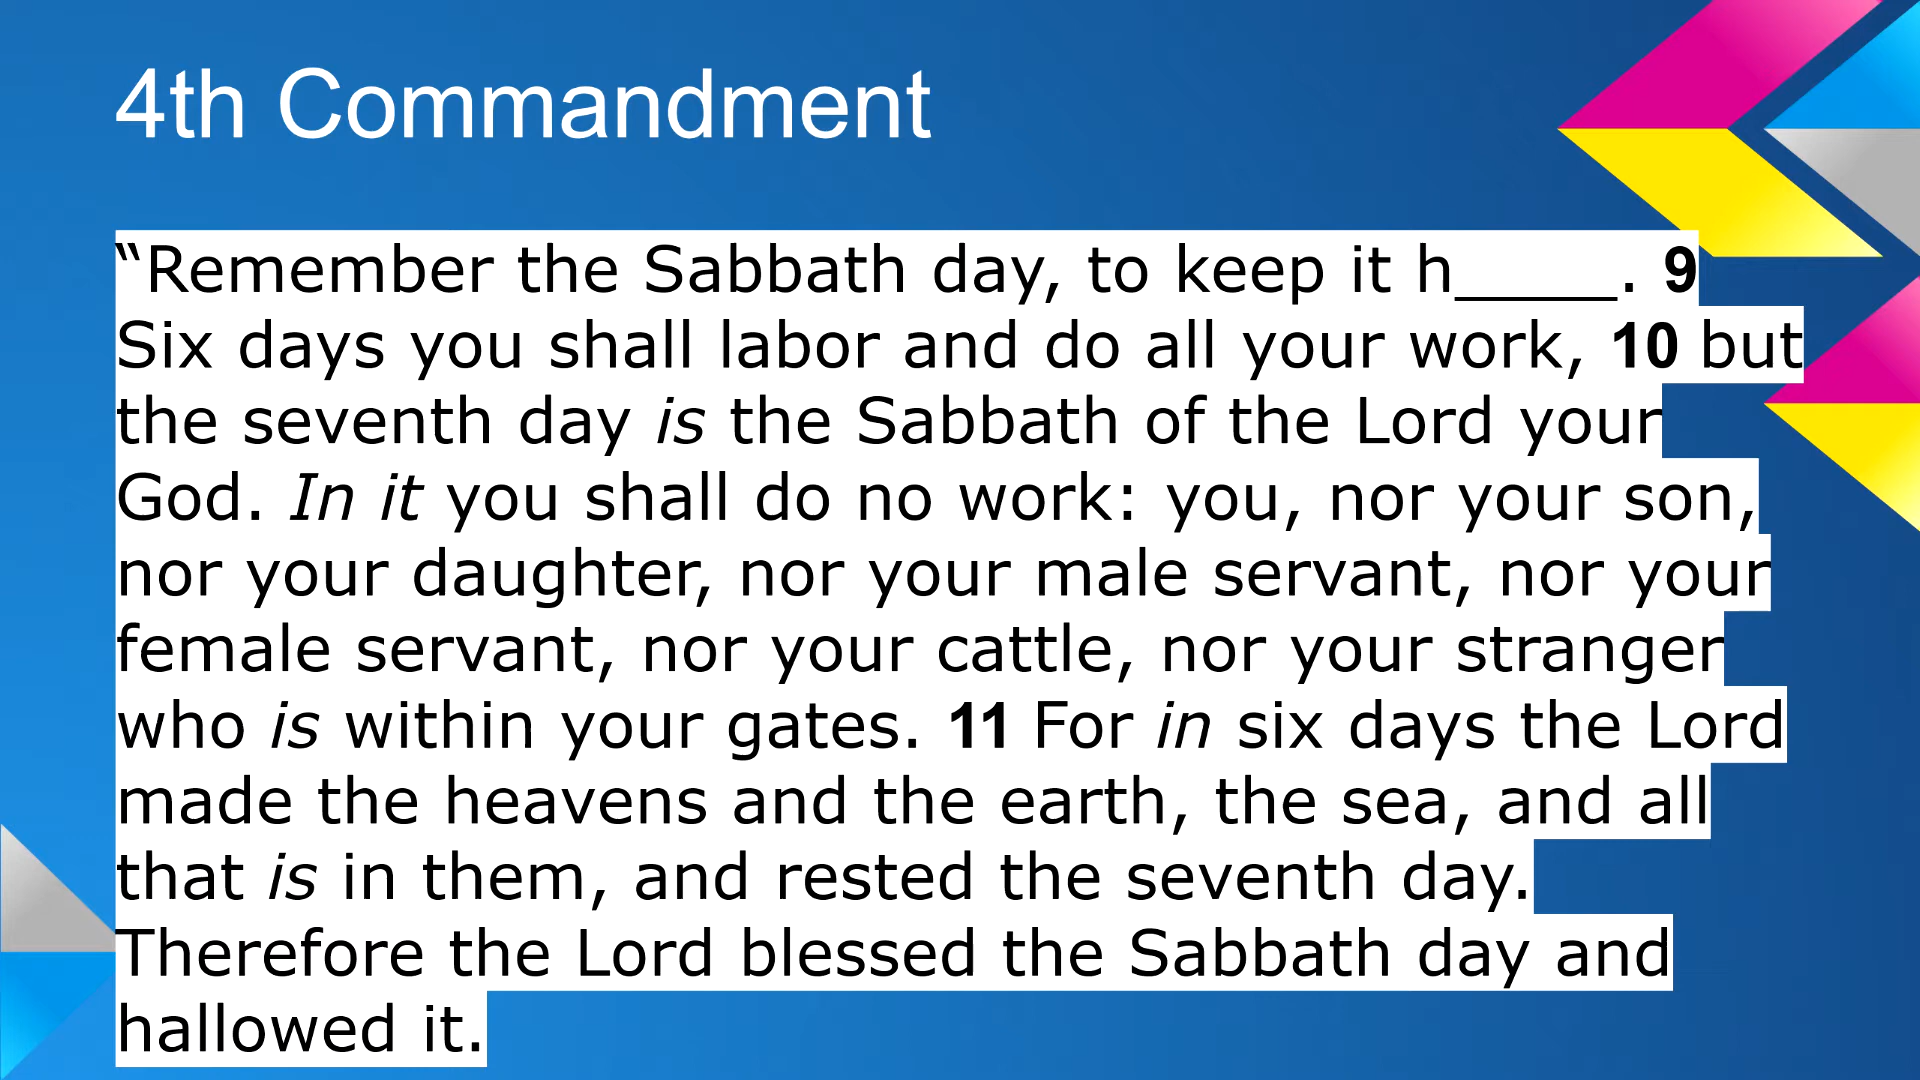 4th Commandment
“Remember the Sabbath day, to keep it h_____. 9
Six days you shall labor and do all your work, 10 but
the seventh day is the Sabbath of the Lord your
God. In it you shall do no work: you, nor your son,
nor your daughter, nor your male servant, nor your
female servant, nor your cattle, nor your stranger
who is within your gates. 11 For in six days the Lord
made the heavens and the earth, the sea, and all
that is in them, and rested the seventh day.
Therefore the Lord blessed the Sabbath day and
hallowed it.